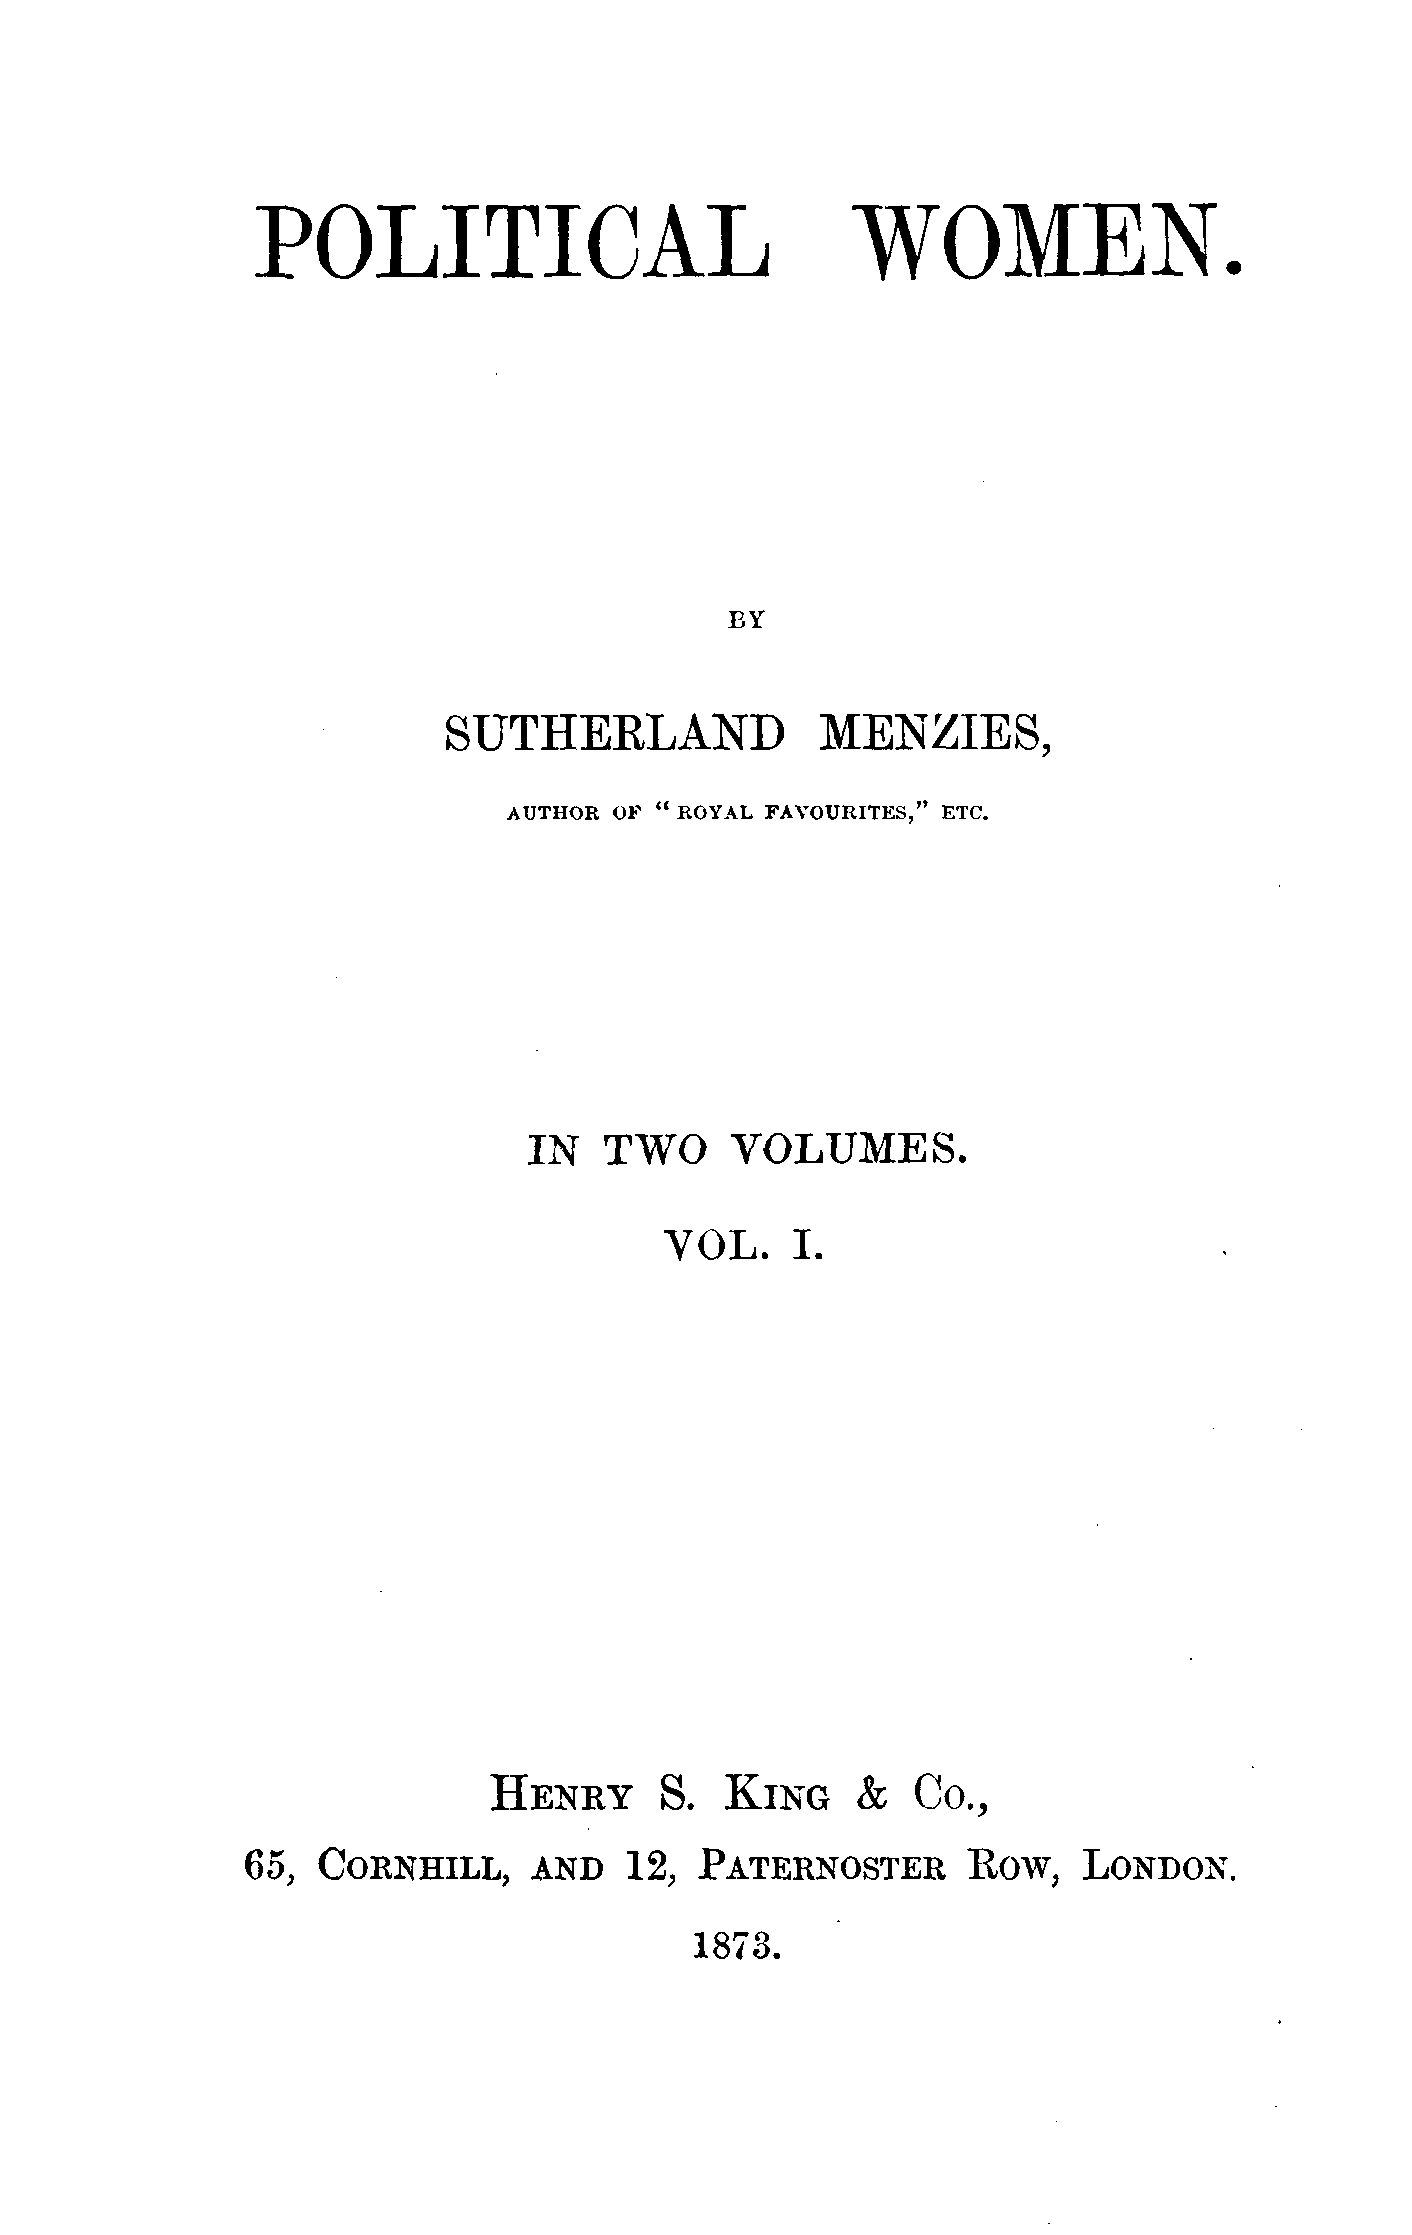 POLITICAL WOMEN.
BY
SUTHERLAND MENZIES,
AUTHOR OF "ROYAL FAVOURITES," ETC.
IN TWO VOLUMES.
VOL. I.
HENRY S. KING & CO.,
65, CORNHILL, AND 12, PATERNOSTER ROW, LONDON.
1873.